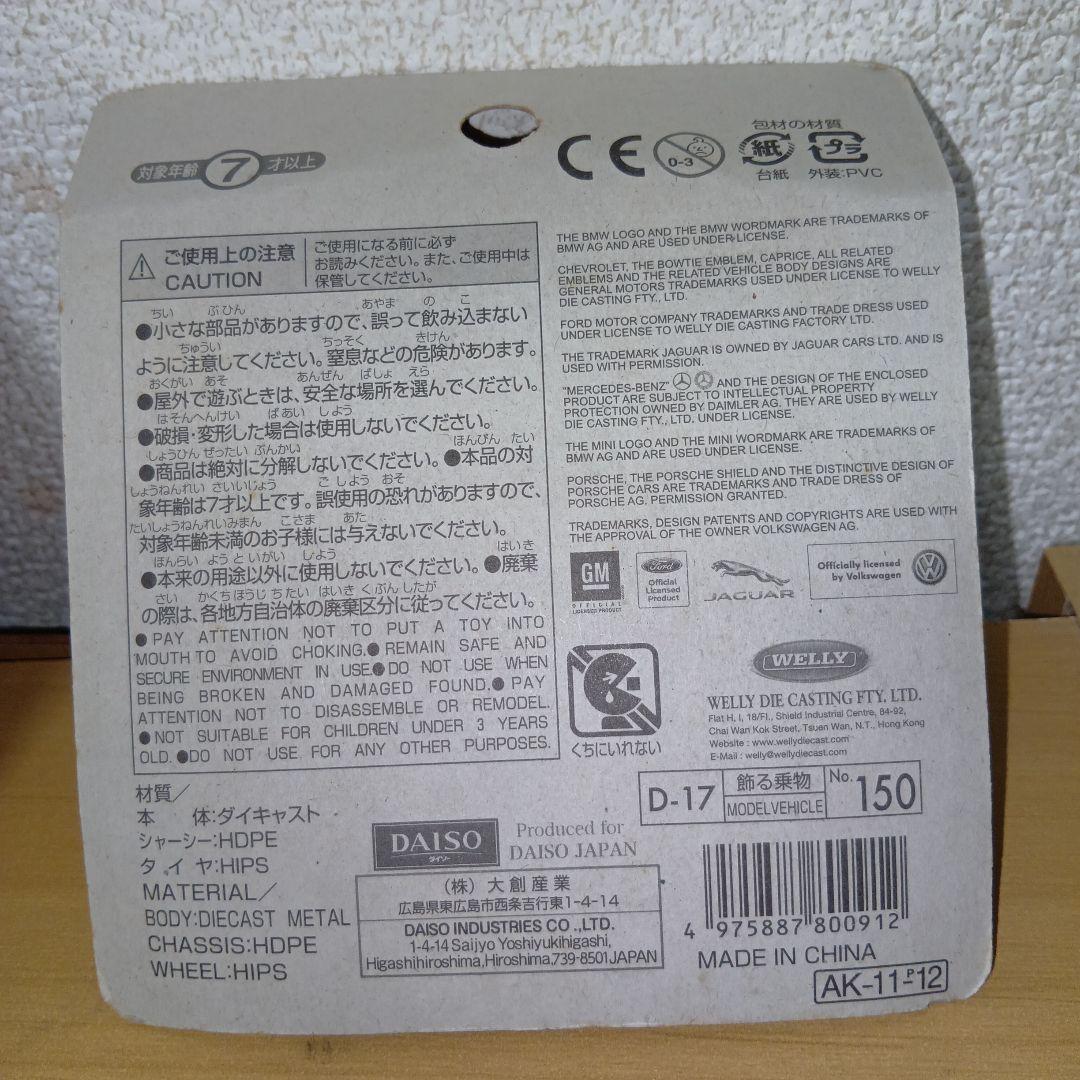 対象年齢 7 才以上
CE
0-3
包材の材質
紙
プラ
台紙 外装:PVC
ご使用上の注意
CAUTION
ご使用になる前に必ず
お読みください。また、ご使用中は
保管してください。
ちい ぶひん あやま の こ
●小さな部品がありますので、誤って飲み込まない
ちゅうい ちっそく きけん
ように注意してください。窒息などの危険があります。
おくがい あそ あんぜん ばしょ えら
●屋外で遊ぶときは、安全な場所を選んでください。
はそんへんけい ばあい しよう
●破損・変形した場合は使用しないでください。
しょうひん ぜったい ぶんかい ほんぴん たい
●商品は絶対に分解しないでください。●本品の対
しょうねんれい さいいじょう ごしよう おそ
象年齢は7才以上です。誤使用の恐れがありますので、
たいしょうねんれいみまん こさま あた
対象年齢未満のお子様には与えないでください。
ほんらい ようと いがい しよう はいき
●本来の用途以外に使用しないでください。●廃棄
さい かくちほうじちたい はいきくぶん したが
の際は、各地方自治体の廃棄区分に従ってください。
●PAY ATTENTION NOT TO PUT A TOY INTO
MOUTH TO AVOID CHOKING.●REMAIN SAFE AND
SECURE ENVIRONMENT IN USE.●DO NOT USE WHEN
BEING BROKEN AND DAMAGED FOUND.●PAY
ATTENTION NOT TO DISASSEMBLE OR REMODEL.
●NOT SUITABLE FOR CHILDREN UNDER 3 YEARS
OLD.●DO NOT USE FOR ANY OTHER PURPOSES.
材質/
本 体:ダイキャスト
シャーシー:HDPE
タイヤ:HIPS
MATERIAL/
BODY:DIECAST METAL
CHASSIS:HDPE
WHEEL:HIPS
THE BMW LOGO AND THE BMW WORDMARK ARE TRADEMARKS OF
BMW AG AND ARE USED UNDER LICENSE.
CHEVROLET, THE BOWTIE EMBLEM, CAPRICE, ALL RELATED
EMBLEMS AND THE RELATED VEHICLE BODY DESIGNS ARE
GENERAL MOTORS TRADEMARKS USED UNDER LICENSE TO WELLY
DIE CASTING FTY., LTD.
FORD MOTOR COMPANY TRADEMARKS AND TRADE DRESS USED
UNDER LICENSE TO WELLY DIE CASTING FACTORY LTD.
THE TRADEMARK JAGUAR IS OWNED BY JAGUAR CARS LTD. AND IS
USED WITH PERMISSION.
"MERCEDES-BENZ" AND THE DESIGN OF THE ENCLOSED
PRODUCT ARE SUBJECT TO INTELLECTUAL PROPERTY
PROTECTION OWNED BY DAIMLER AG. THEY ARE USED BY WELLY
DIE CASTING FTY., LTD. UNDER LICENSE.
THE MINI LOGO AND THE MINI WORDMARK ARE TRADEMARKS OF
BMW AG AND ARE USED UNDER LICENSE.
PORSCHE, THE PORSCHE SHIELD AND THE DISTINCTIVE DESIGN OF
PORSCHE CARS ARE TRADEMARKS AND TRADE DRESS OF
PORSCHE AG. PERMISSION GRANTED.
TRADEMARKS, DESIGN PATENTS AND COPYRIGHTS ARE USED WITH
THE APPROVAL OF THE OWNER VOLKSWAGEN AG.
GM
OFFICIAL
LICENSED PRODUCT
Ford
Official
Licensed
Product
JAGUAR
Officially licensed
by Volkswagen
くちにいれない
WELLY
WELLY DIE CASTING FTY. LTD.
Flat H, I, 18/Fl., Shield Industrial Centre, 84-92,
Chai Wan Kok Street, Tsuen Wan, N.T., Hong Kong
Website : www.wellydiecast.com
E-Mail : welly@wellydiecast.com
D-17
飾る乗物
MODELVEHICLE
No. 150
DAISO
ダイソー
Produced for
DAISO JAPAN
(株)大創産業
広島県東広島市西条吉行東1-4-14
DAISO INDUSTRIES CO.,LTD.
1-4-14 Saijyo Yoshiyukihigashi,
Higashihiroshima,Hiroshima,739-8501JAPAN
4 975887 800912
MADE IN CHINA
AK-11-P-12